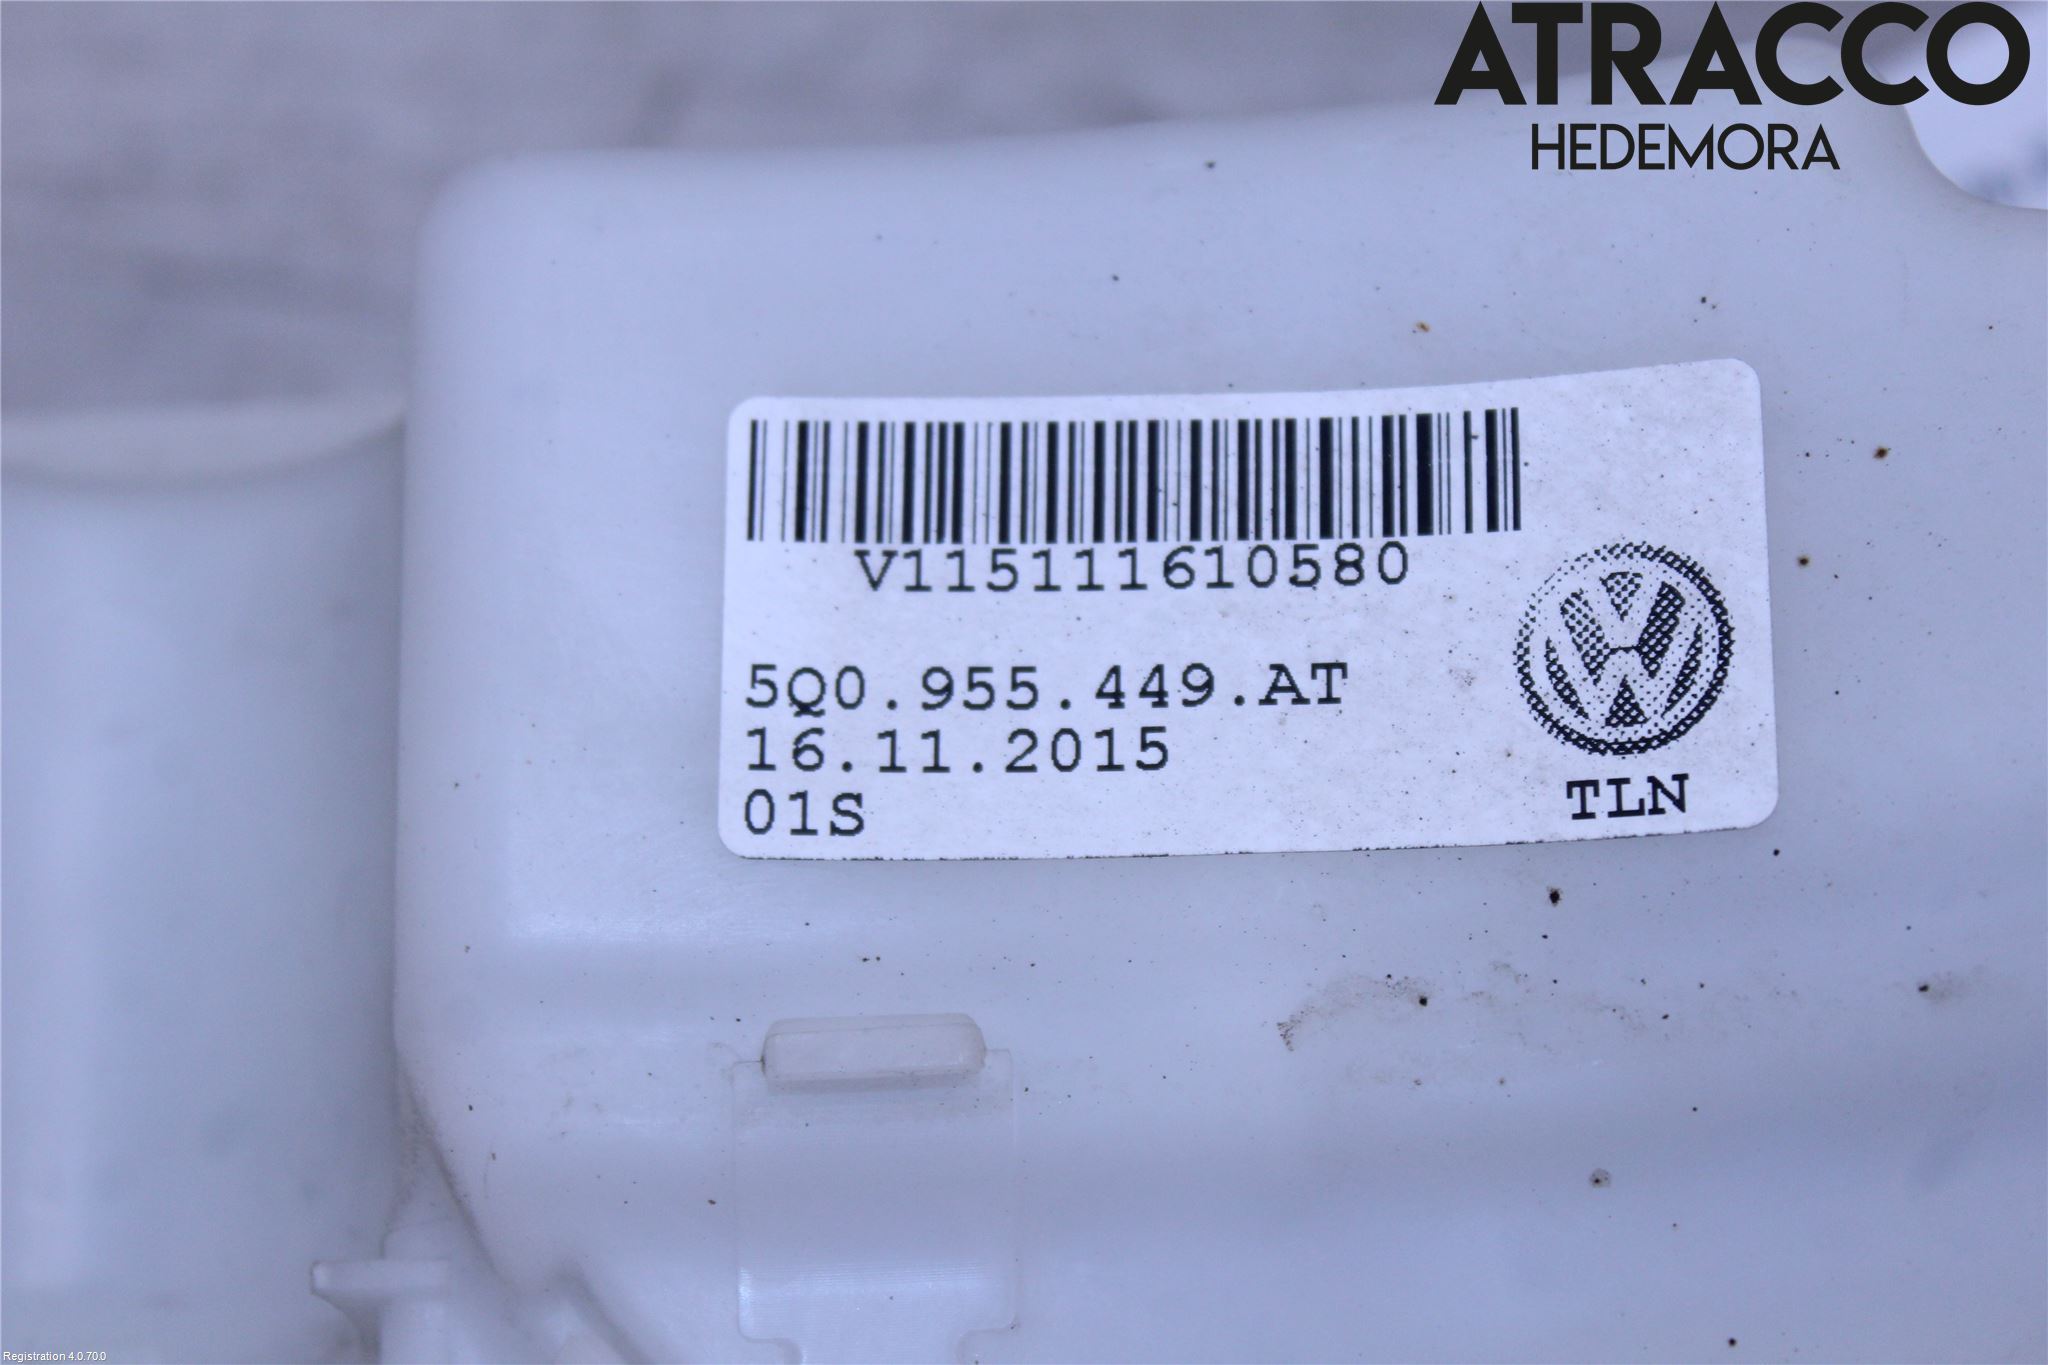 ATRACCO
HEDEMORA
V115111610580
5Q0.955.449.AT
16.11.2015
01S
TLN
Registration 4.0.70.0